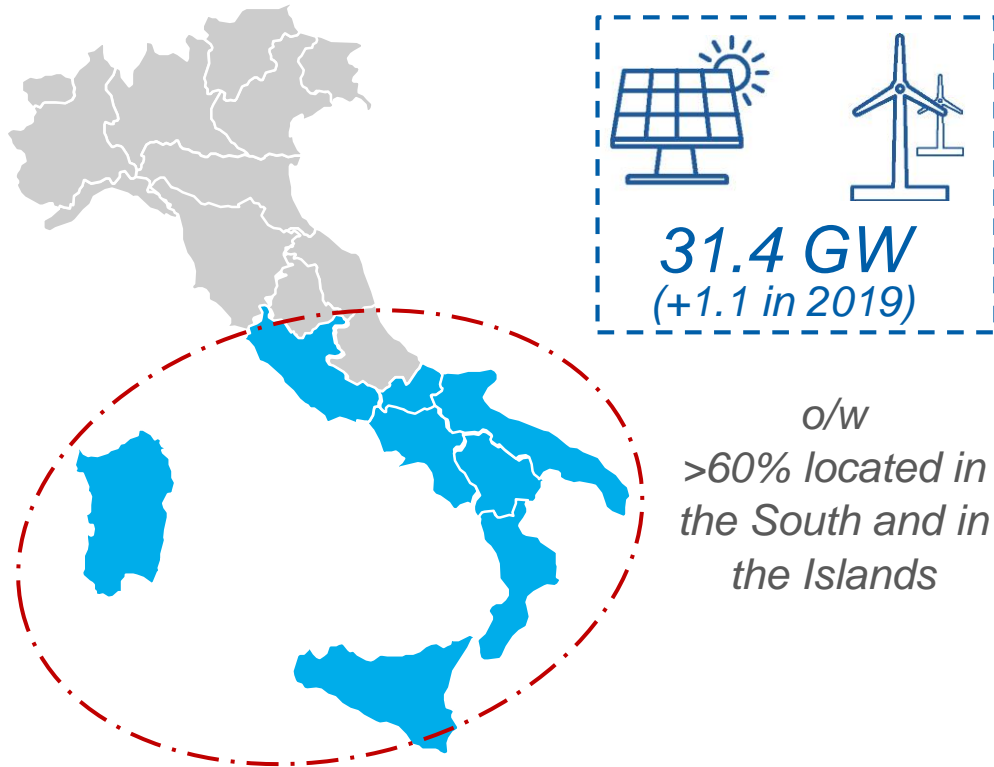 31.4 GW
(+1.1 in 2019)
o/w
>60% located in
the South and in
the Islands